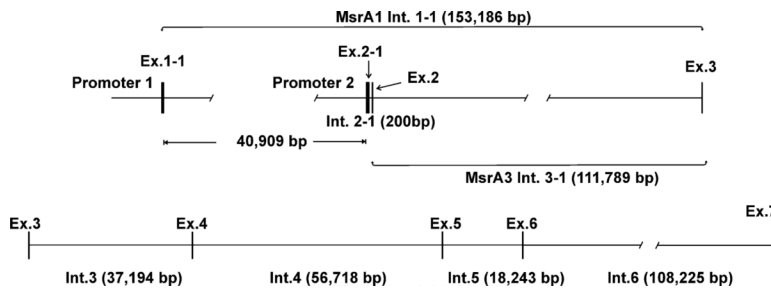 MsrA1 Int. 1-1 (153,186 bp)
Ex.2-1
Ex.1-1
Ex.3
Promoter 1
Promoter 2
Ex.2
Int. 2-1 (200bp)
40,909 bp
MsrA3 Int. 3-1 (111,789 bp)
Ex.3
Ex.4
Ex.5
Ex.6
Ex.7
Int.3 (37,194 bp)
Int.4 (56,718 bp)
Int.5 (18,243 bp)
Int.6 (108,225 bp)